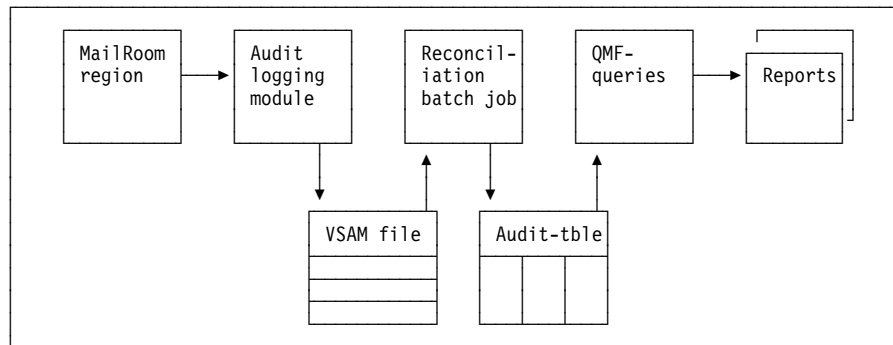 MailRoom
region
Audit
logging
module
Reconcil-
iation
batch job
QMF-
queries
Reports
VSAM file
Audit-tble